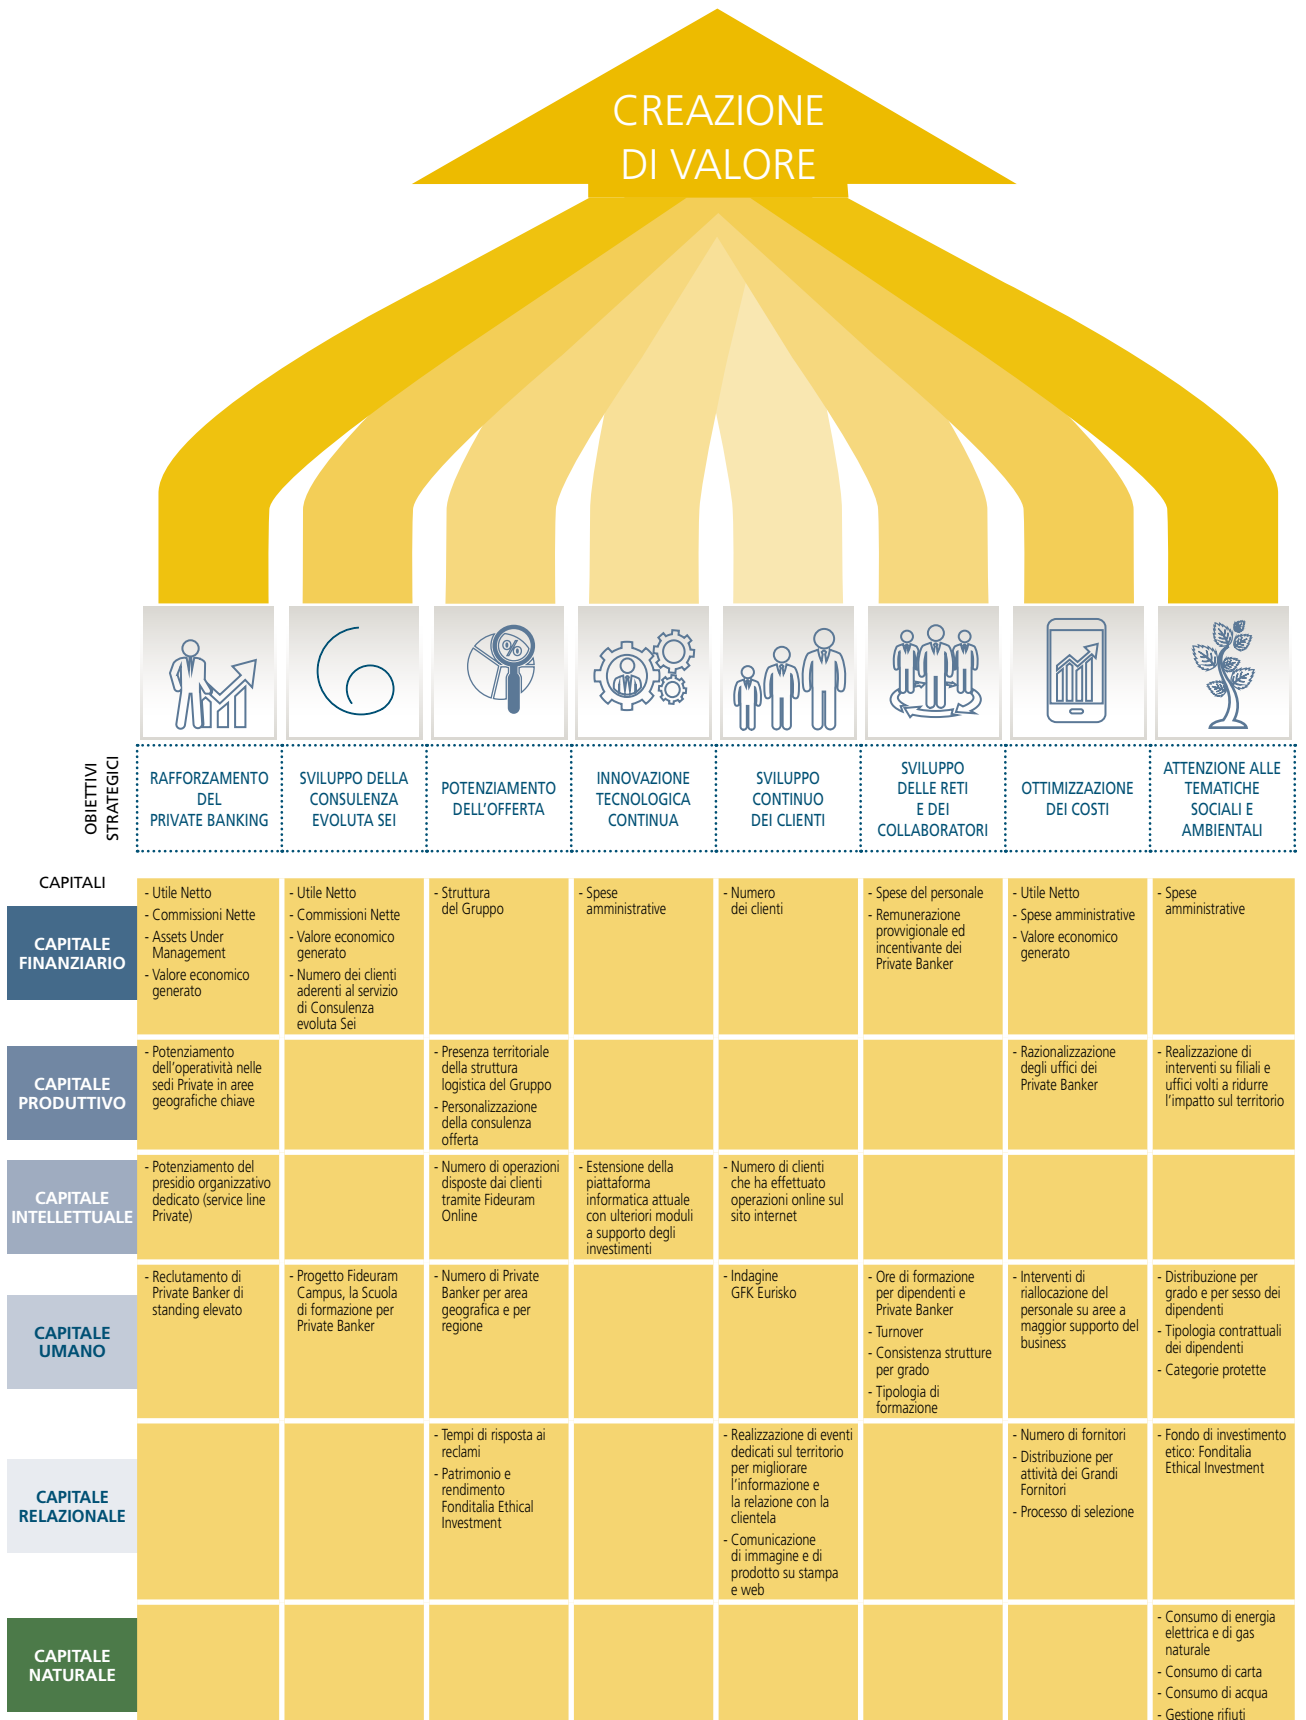 CREAZIONE
DI VALORE
%
OBIETTIVI
STRATEGICI
RAFFORZAMENTO
DEL
PRIVATE BANKING
SVILUPPO DELLA
CONSULENZA
EVOLUTA SEI
POTENZIAMENTO
DELL'OFFERTA
INNOVAZIONE
TECNOLOGICA
CONTINUA
SVILUPPO
CONTINUO
DEI CLIENTI
SVILUPPO
DELLE RETI
E DEI
COLLABORATORI
OTTIMIZZAZIONE
DEI COSTI
ATTENZIONE ALLE
TEMATICHE
SOCIALI E
AMBIENTALI
CAPITALI
CAPITALE
FINANZIARIO
- Utile Netto
- Commissioni Nette
- Assets Under
Management
- Valore economico
generato
- Utile Netto
- Commissioni Nette
- Valore economico
generato
- Numero dei clienti
aderenti al servizio
di Consulenza
evoluta Sei
- Struttura
del Gruppo
- Spese
amministrative
- Numero
dei clienti
- Spese del personale
- Remunerazione
provvigionale ed
incentivante dei
Private Banker
- Utile Netto
- Spese amministrative
- Valore economico
generato
- Spese
amministrative
CAPITALE
PRODUTTIVO
- Potenziamento
dell'operatività nelle
sedi Private in aree
geografiche chiave
- Presenza territoriale
della struttura
logistica del Gruppo
- Personalizzazione
della consulenza
offerta
- Razionalizzazione
degli uffici dei
Private Banker
- Realizzazione di
interventi su filiali e
uffici volti a ridurre
l'impatto sul territorio
CAPITALE
INTELLETTUALE
- Potenziamento del
presidio organizzativo
dedicato (service line
Private)
- Numero di operazioni
disposte dai clienti
tramite Fideuram
Online
- Estensione della
piattaforma
informatica attuale
con ulteriori moduli
a supporto degli
investimenti
- Numero di clienti
che ha effettuato
operazioni online sul
sito internet
CAPITALE
UMANO
- Reclutamento di
Private Banker di
standing elevato
- Progetto Fideuram
Campus, la Scuola
di formazione per
Private Banker
- Numero di Private
Banker per area
geografica e per
regione
- Indagine
GFK Eurisko
- Ore di formazione
per dipendenti e
Private Banker
- Turnover
- Consistenza strutture
per grado
- Tipologia di
formazione
- Interventi di
riallocazione del
personale su aree a
maggior supporto del
business
- Distribuzione per
grado e per sesso dei
dipendenti
- Tipologia contrattuali
dei dipendenti
- Categorie protette
CAPITALE
RELAZIONALE
- Tempi di risposta ai
reclami
- Patrimonio e
rendimento
Fonditalia Ethical
Investment
- Realizzazione di eventi
dedicati sul territorio
per migliorare
l'informazione e
la relazione con la
clientela
- Comunicazione
di immagine e di
prodotto su stampa
e web
- Numero di fornitori
- Distribuzione per
attività dei Grandi
Fornitori
- Processo di selezione
- Fondo di investimento
etico: Fonditalia
Ethical Investment
CAPITALE
NATURALE
- Consumo di energia
elettrica e di gas
naturale
- Consumo di carta
- Consumo di acqua
- Gestione rifiuti